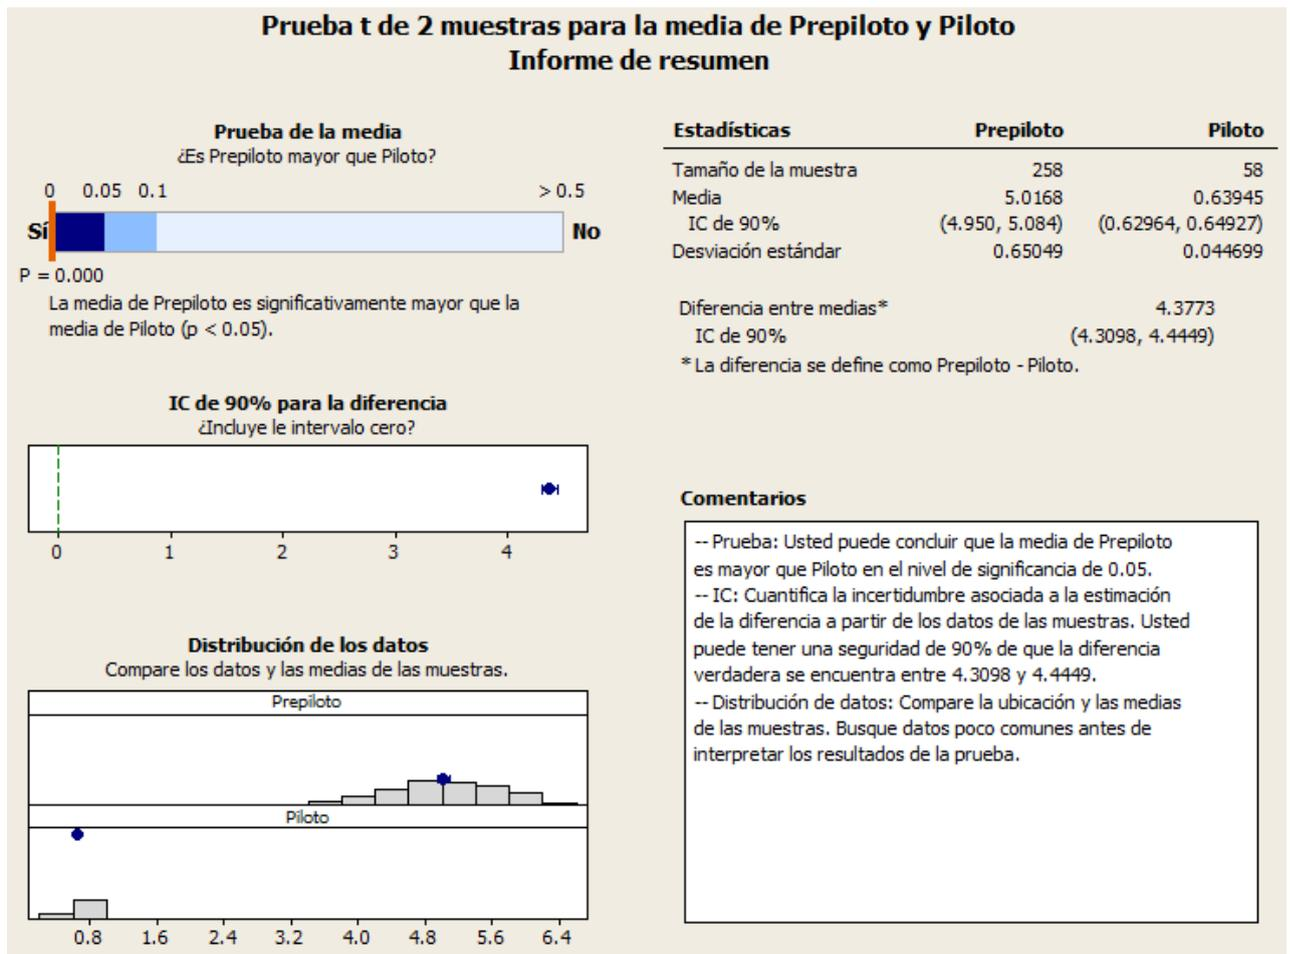 Prueba t de 2 muestras para la media de Prepiloto y Piloto
Informe de resumen
Prueba de la media
¿Es Prepiloto mayor que Piloto?
0 0.05 0.1 > 0.5
Sí No
P = 0.000
La media de Prepiloto es significativamente mayor que la
media de Piloto (p < 0.05).
IC de 90% para la diferencia
¿Incluye le intervalo cero?
0 1 2 3 4
Distribución de los datos
Compare los datos y las medias de las muestras.
Prepiloto
Piloto
0.8 1.6 2.4 3.2 4.0 4.8 5.6 6.4
Estadísticas Prepiloto Piloto
Tamaño de la muestra 258 58
Media 5.0168 0.63945
IC de 90% (4.950, 5.084) (0.62964, 0.64927)
Desviación estándar 0.65049 0.044699
Diferencia entre medias* 4.3773
IC de 90% (4.3098, 4.4449)
* La diferencia se define como Prepiloto - Piloto.
Comentarios
-- Prueba: Usted puede concluir que la media de Prepiloto
es mayor que Piloto en el nivel de significancia de 0.05.
-- IC: Cuantifica la incertidumbre asociada a la estimación
de la diferencia a partir de los datos de las muestras. Usted
puede tener una seguridad de 90% de que la diferencia
verdadera se encuentra entre 4.3098 y 4.4449.
-- Distribución de datos: Compare la ubicación y las medias
de las muestras. Busque datos poco comunes antes de
interpretar los resultados de la prueba.